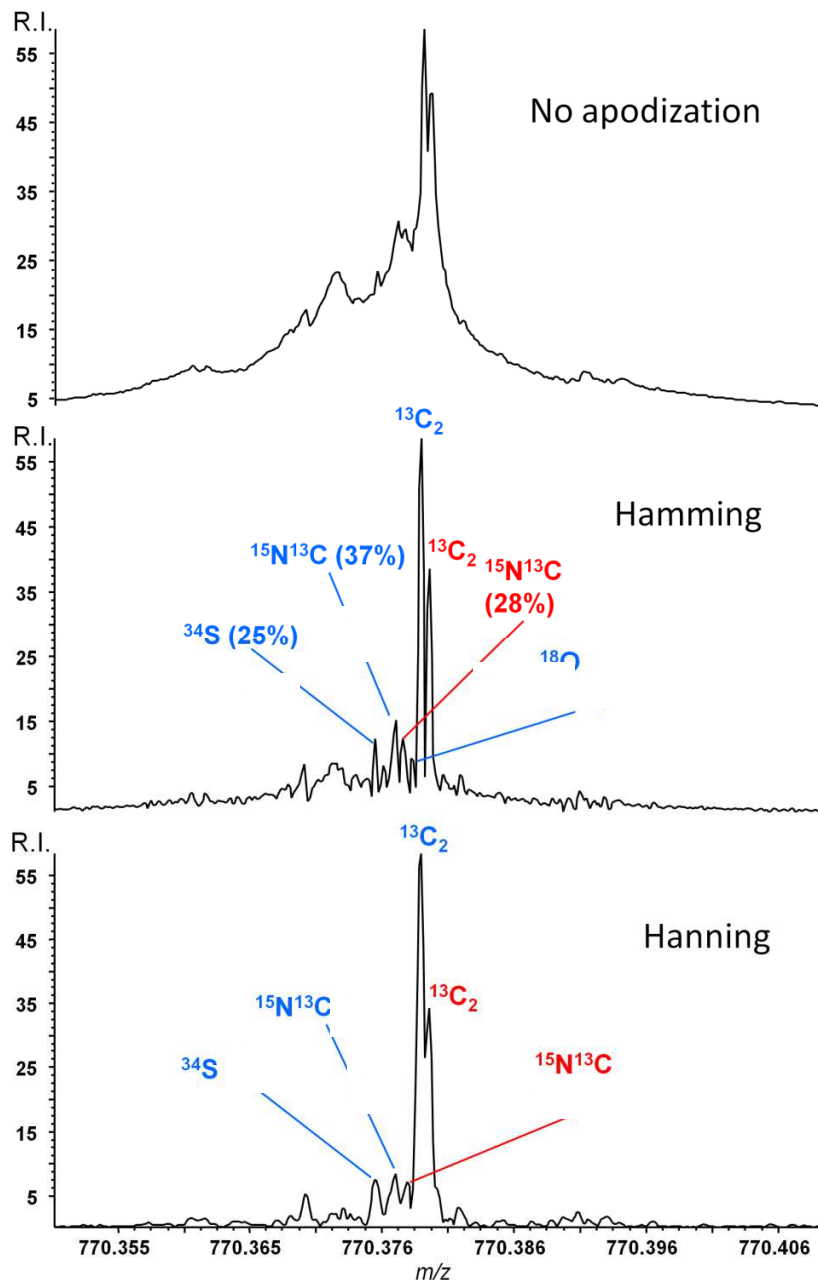 R.I.
55
No apodization
45
35
25
15
5
R.I.
¹³C₂
55
Hamming
¹⁵N¹³C (37%)
¹³C₂ ¹⁵N¹³C
(28%)
45
35
³⁴S (25%)
25
15
5
R.I.
¹³C₂
55
Hanning
45
¹³C₂
35
¹⁵N¹³C
¹⁵N¹³C
25
³⁴S
15
5
770.355 770.365 770.376 770.386 770.396 770.406
m/z